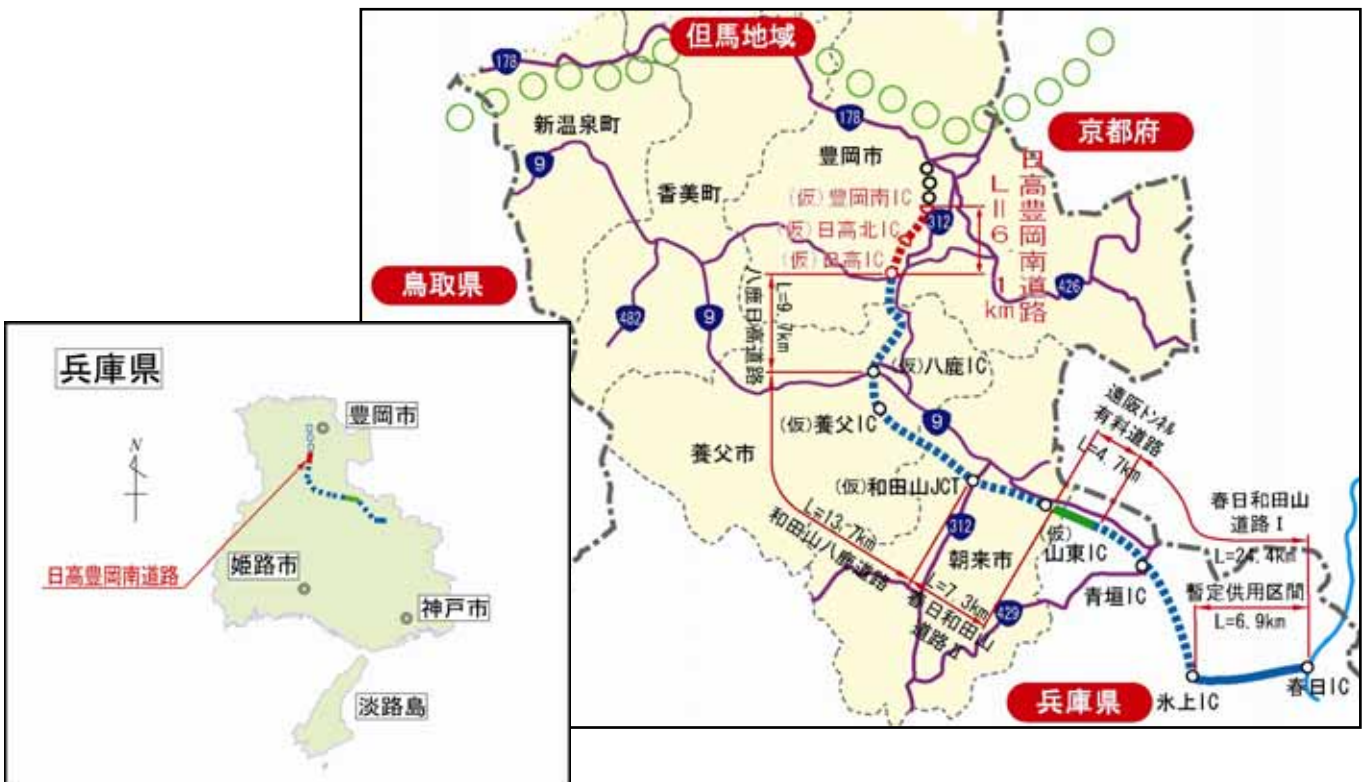 但馬地域
178
新温泉町
9
香美町
178
豊岡市
京都府
(仮)豊岡南IC
312
(仮)日高北IC
(仮)日高IC
日高豊岡南道路
L=6.1km
鳥取県
482
9
L=9.7km
八鹿日高道路
426
(仮)八鹿IC
9
(仮)養父IC
養父市
遠阪トンネル
有料道路
L=4.7km
(仮)和田山JCT
L=13.7km
和田山八鹿道路
312
朝来市
(仮)
山東IC
春日和田山
道路Ⅰ
L=24.4km
L=7.3km
春日和田山
道路Ⅱ
429
青垣IC
暫定供用区間
L=6.9km
兵庫県
氷上IC
春日IC
兵庫県
N
豊岡市
日高豊岡南道路
姫路市
神戸市
淡路島